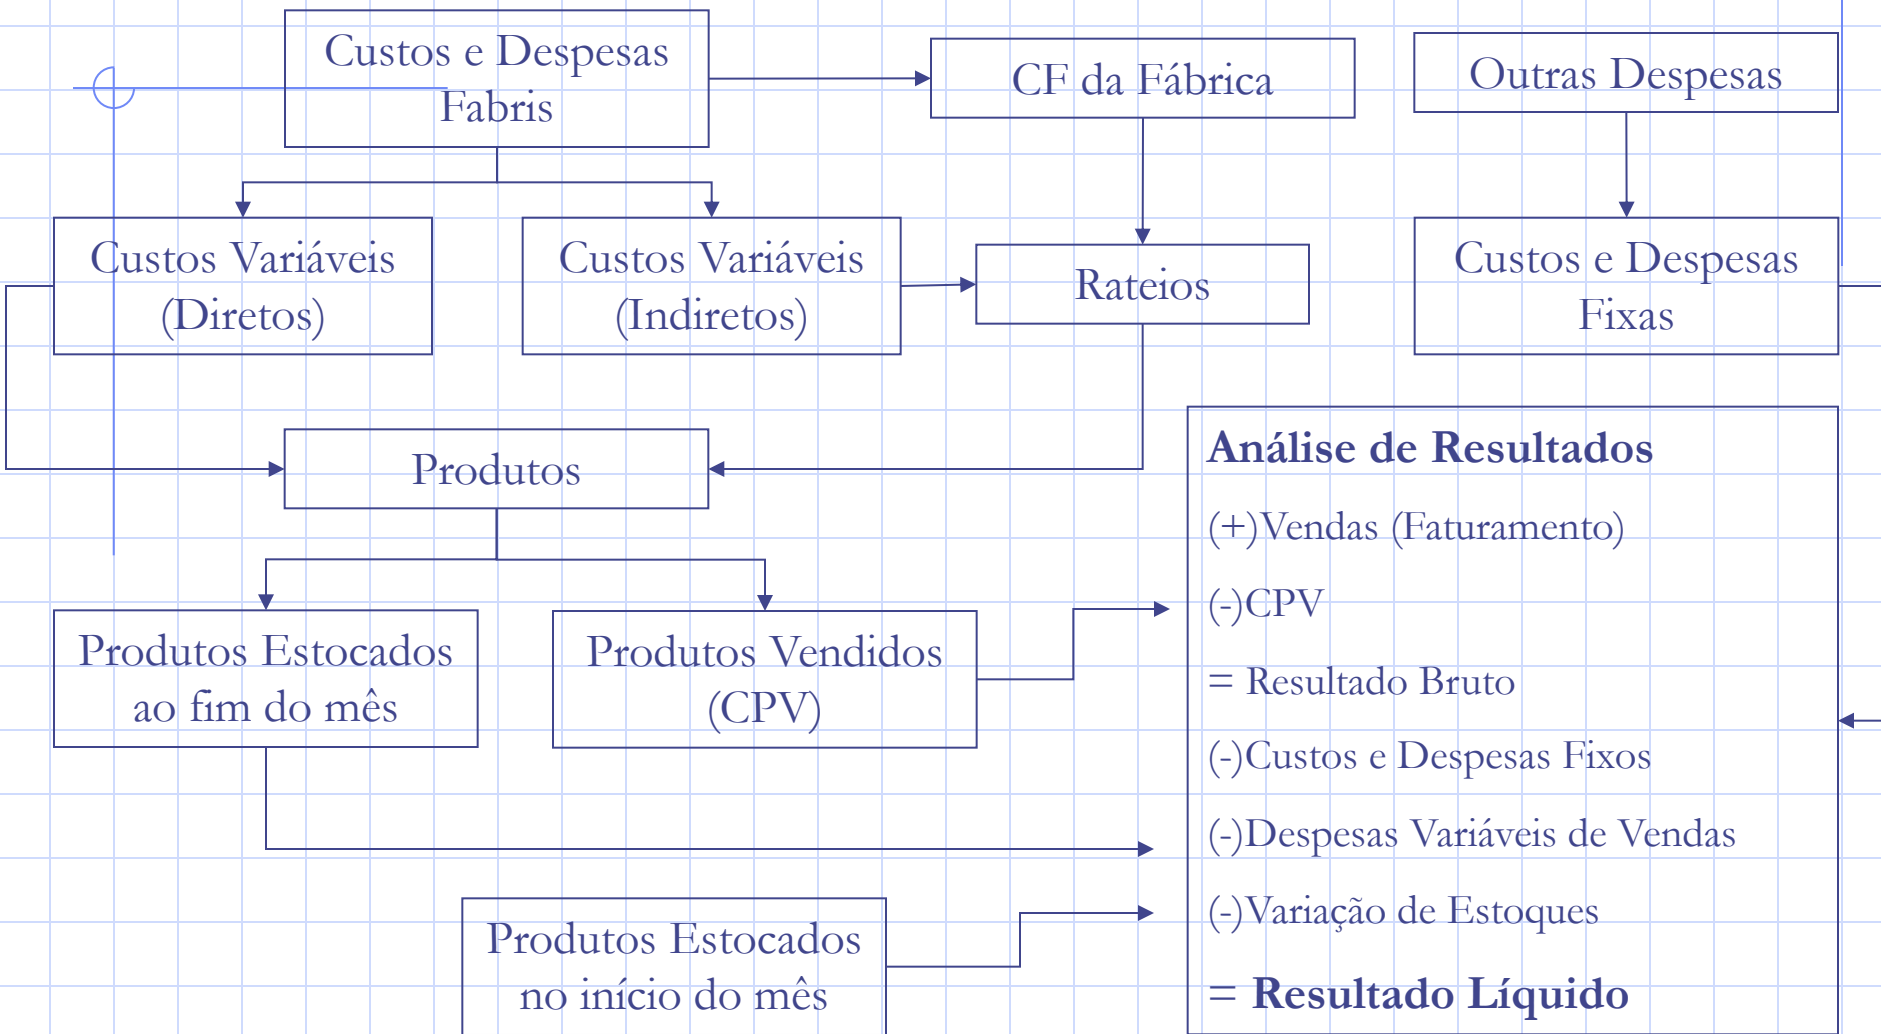 Custos e Despesas
Fabris
CF da Fábrica
Outras Despesas
Custos Variáveis
(Diretos)
Custos Variáveis
(Indiretos)
Rateios
Custos e Despesas
Fixas
Produtos
Produtos Estocados
ao fim do mês
Produtos Vendidos
(CPV)
Produtos Estocados
no início do mês
Análise de Resultados
(+)Vendas (Faturamento)
(-)CPV
= Resultado Bruto
(-)Custos e Despesas Fixos
(-)Despesas Variáveis de Vendas
(-)Variação de Estoques
= Resultado Líquido